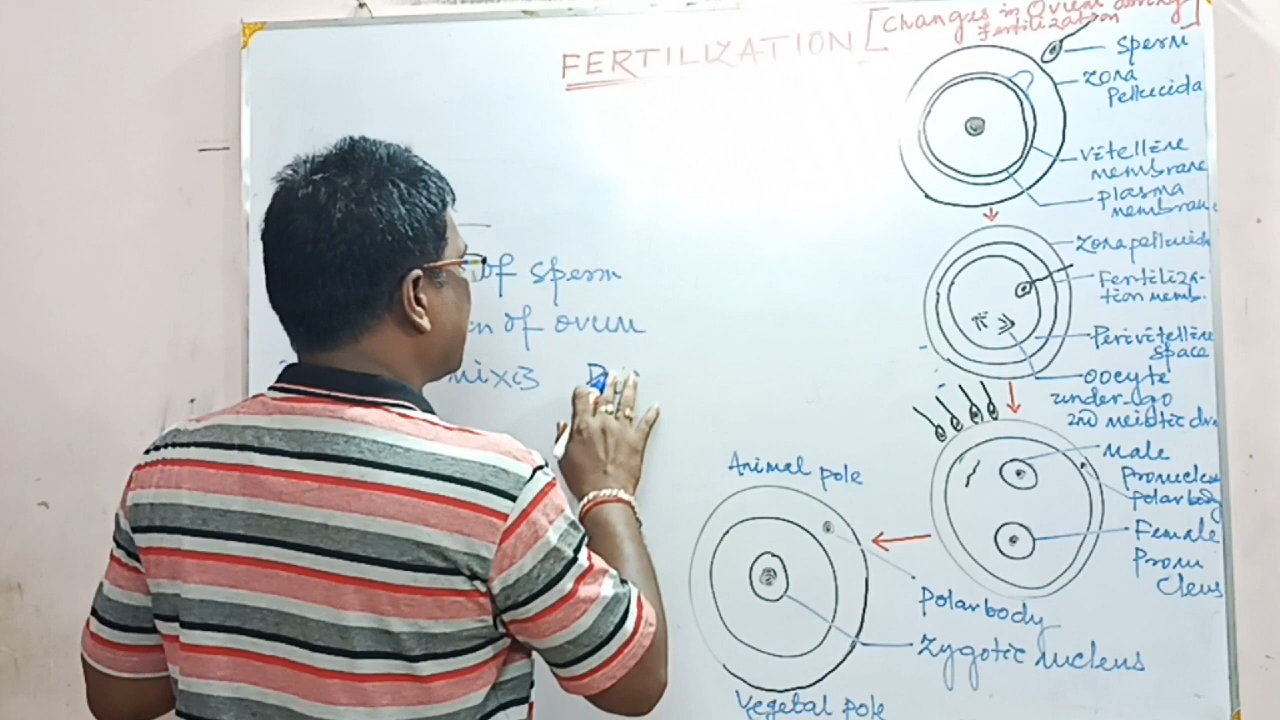 FERTILIZATION [Changes in Ovum during
Fertilization]
sperm
zona
pellucida
vitelline
membrane
plasma
membrane
zona pellucid
Fertiliza-
tion memb.
Perivitelline
space
oocyte
under-go
2nd meiotic div
of sperm
of ovum
Male
Pronucleus
polar body
Female
Pronu
cleus
Animal pole
Polar body
Zygotic nucleus
Vegetal pole